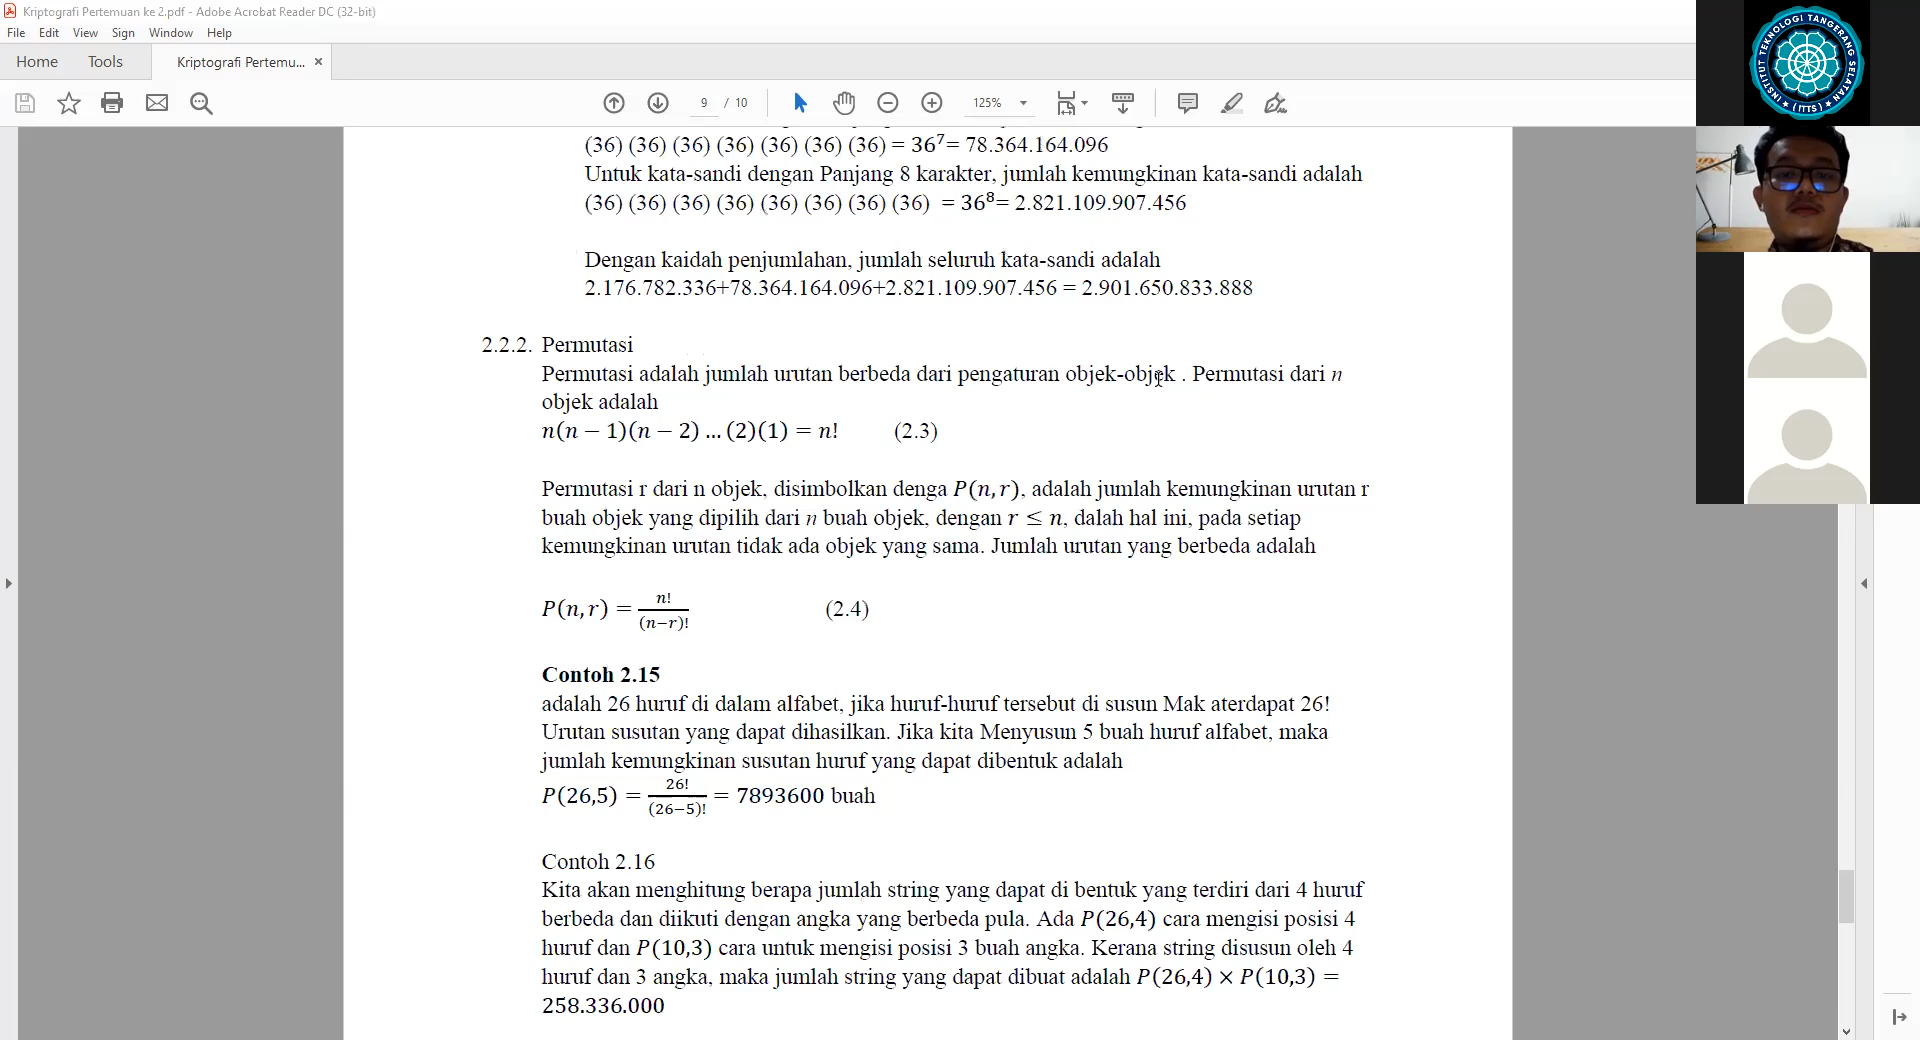 Kriptografi Pertemuan ke 2.pdf - Adobe Acrobat Reader DC (32-bit)
File Edit View Sign Window Help
Home Tools Kriptografi Pertemu... ×
9 / 10 125%
(36) (36) (36) (36) (36) (36) (36) = 36⁷= 78.364.164.096
Untuk kata-sandi dengan Panjang 8 karakter, jumlah kemungkinan kata-sandi adalah
(36) (36) (36) (36) (36) (36) (36) (36) = 36⁸= 2.821.109.907.456
Dengan kaidah penjumlahan, jumlah seluruh kata-sandi adalah
2.176.782.336+78.364.164.096+2.821.109.907.456 = 2.901.650.833.888
2.2.2. Permutasi
Permutasi adalah jumlah urutan berbeda dari pengaturan objek-objek . Permutasi dari n
objek adalah
n(n − 1)(n − 2) … (2)(1) = n! (2.3)
Permutasi r dari n objek, disimbolkan denga P(n, r), adalah jumlah kemungkinan urutan r
buah objek yang dipilih dari n buah objek, dengan r ≤ n, dalah hal ini, pada setiap
kemungkinan urutan tidak ada objek yang sama. Jumlah urutan yang berbeda adalah
P(n, r) = n!/(n−r)! (2.4)
Contoh 2.15
adalah 26 huruf di dalam alfabet, jika huruf-huruf tersebut di susun Mak aterdapat 26!
Urutan susutan yang dapat dihasilkan. Jika kita Menyusun 5 buah huruf alfabet, maka
jumlah kemungkinan susutan huruf yang dapat dibentuk adalah
P(26,5) = 26!/(26−5)! = 7893600 buah
Contoh 2.16
Kita akan menghitung berapa jumlah string yang dapat di bentuk yang terdiri dari 4 huruf
berbeda dan diikuti dengan angka yang berbeda pula. Ada P(26,4) cara mengisi posisi 4
huruf dan P(10,3) cara untuk mengisi posisi 3 buah angka. Kerana string disusun oleh 4
huruf dan 3 angka, maka jumlah string yang dapat dibuat adalah P(26,4) × P(10,3) =
258.336.000
INSTITUT TEKNOLOGI TANGERANG SELATAN
(ITTS)